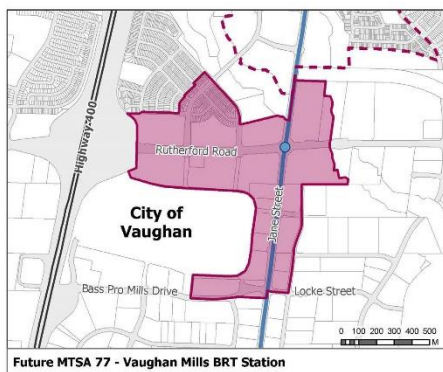 Highway 400
Rutherford Road
City of
Vaughan
Jane Street
Bass Pro Mills Drive
Locke Street
0 100 200 300 400 500
M
Future MTSA 77 - Vaughan Mills BRT Station